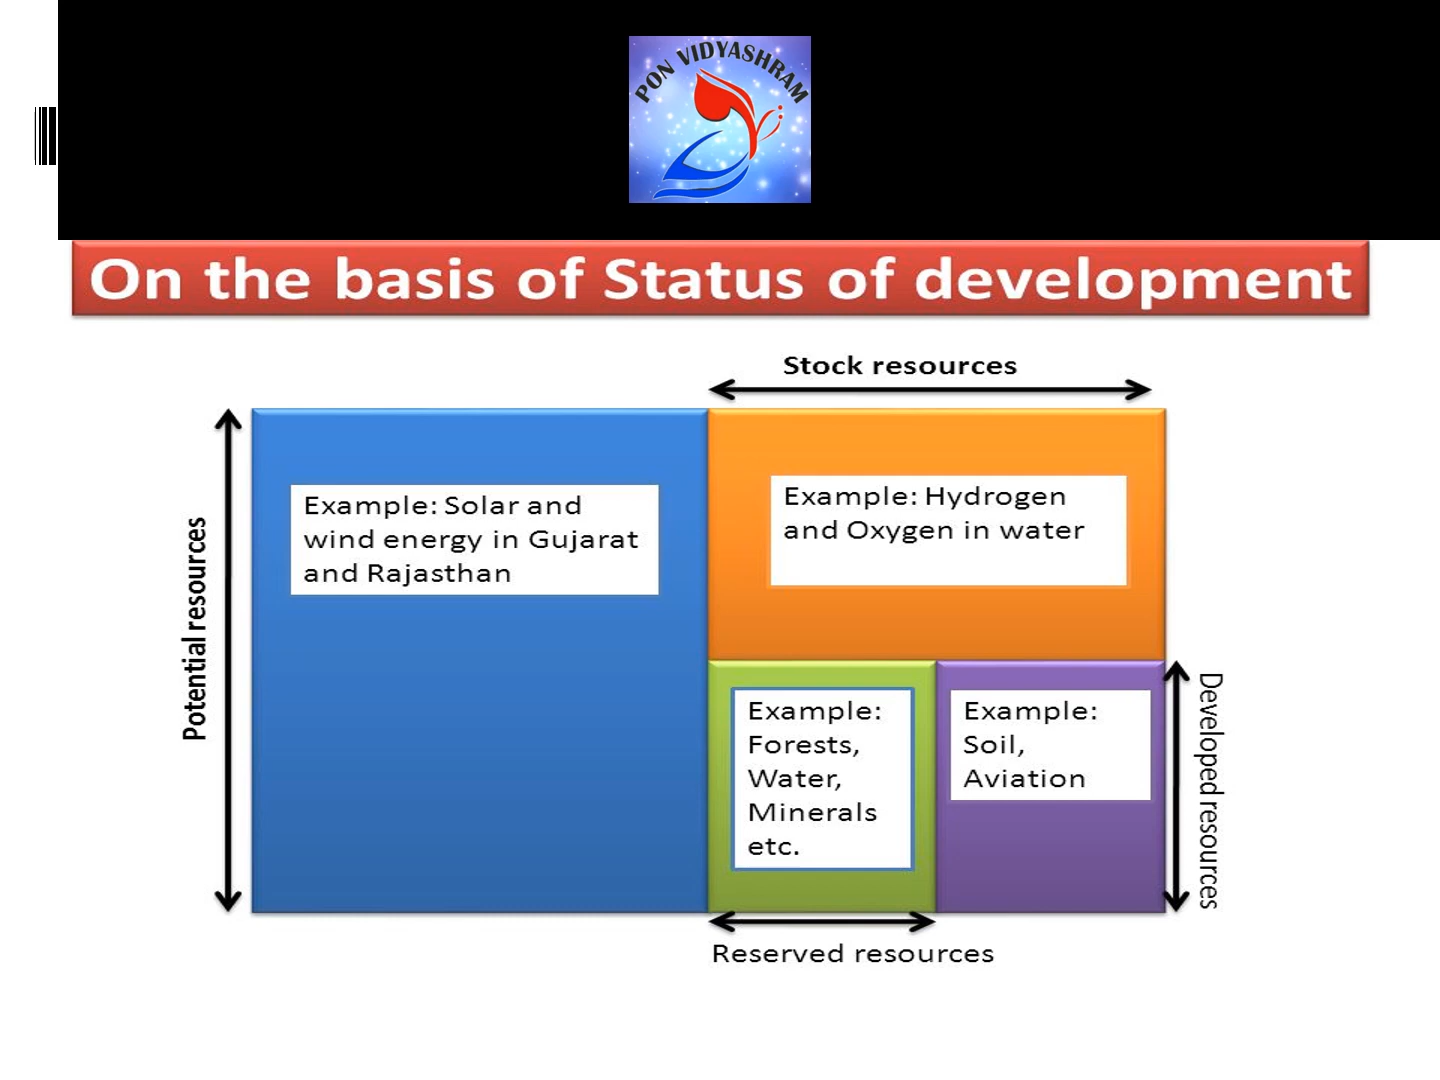 PON VIDYASHRAM
On the basis of Status of development
Stock resources
Potential resources
Example: Solar and
wind energy in Gujarat
and Rajasthan
Example: Hydrogen
and Oxygen in water
Example:
Forests,
Water,
Minerals
etc.
Example:
Soil,
Aviation
Developed resources
Reserved resources